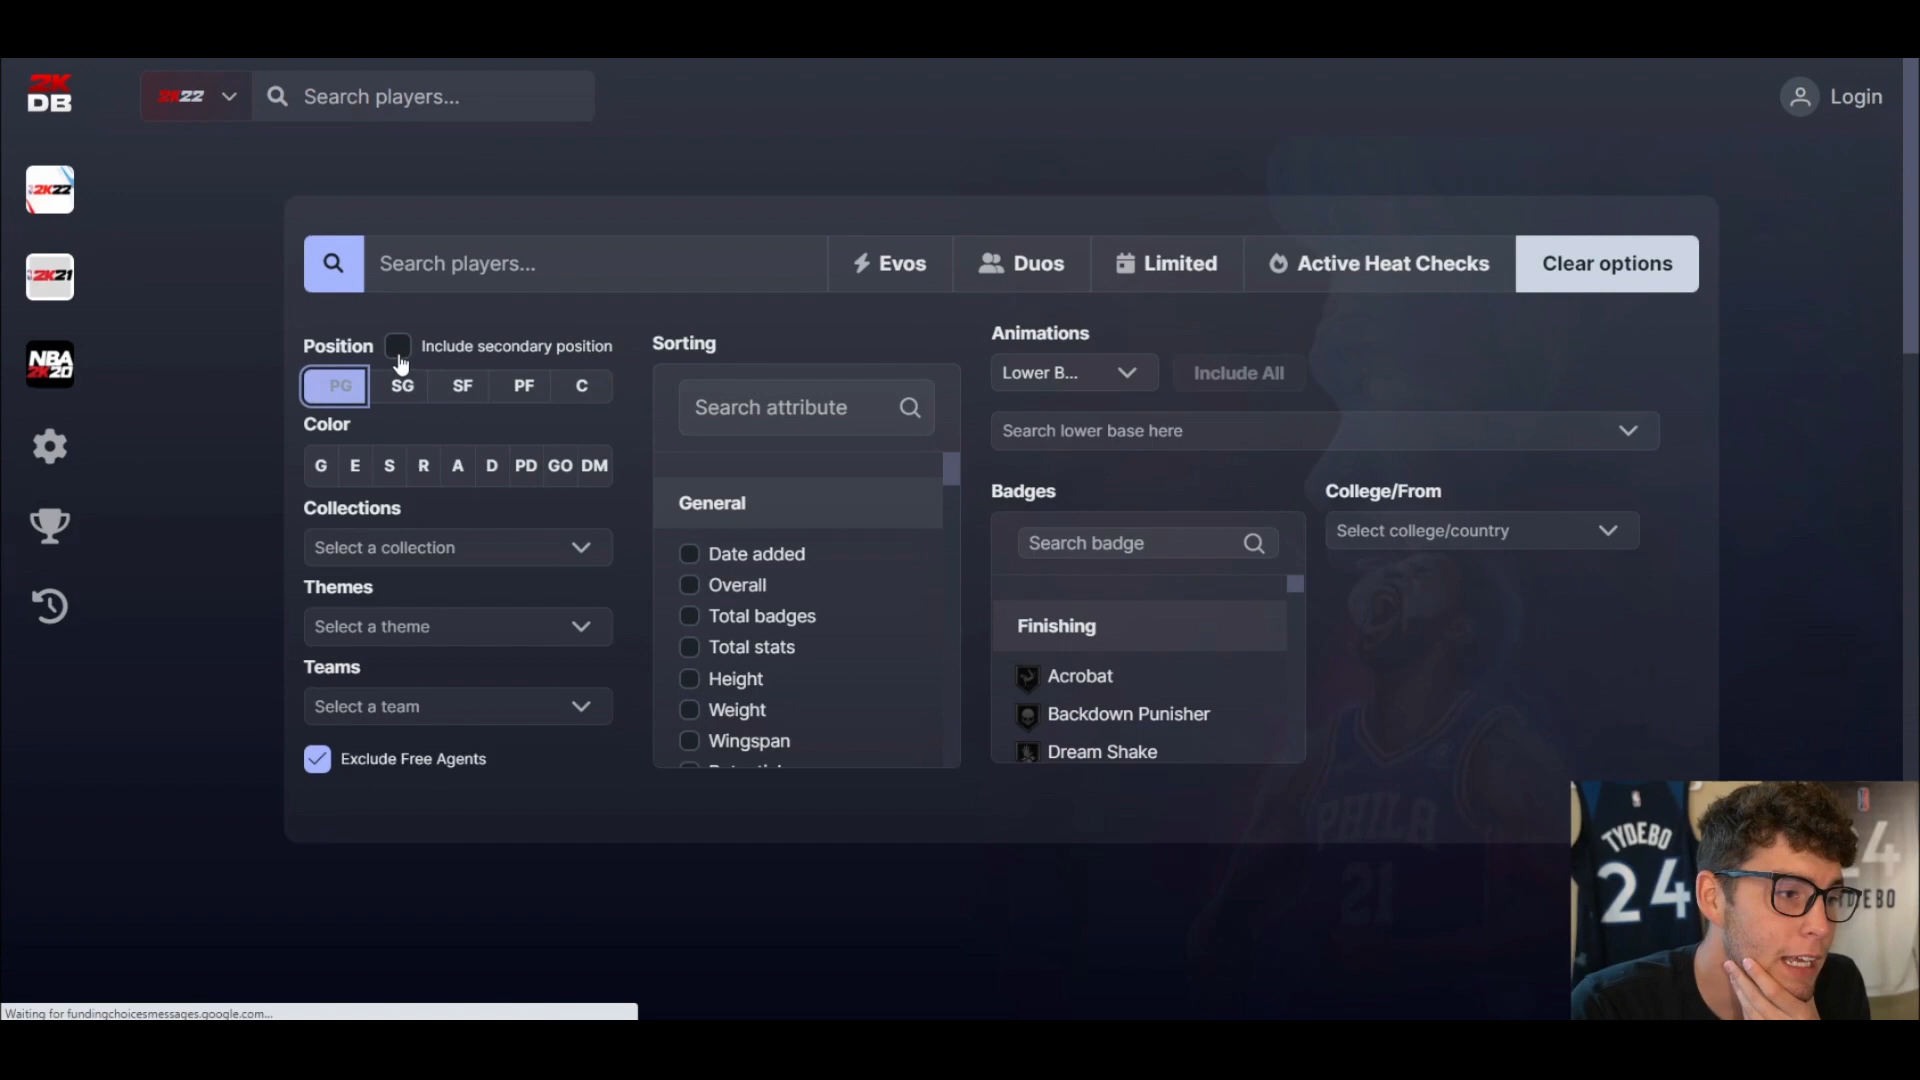 2K
DB
2K22
Search players...
Login
2K22
2K21
NBA
2K20
Search players...
Evos
Duos
Limited
Active Heat Checks
Clear options
Position
Include secondary position
PG
SG
SF
PF
C
Color
G
E
S
R
A
D
PD
GO
DM
Collections
Select a collection
Themes
Select a theme
Teams
Select a team
Exclude Free Agents
Sorting
Search attribute
General
Date added
Overall
Total badges
Total stats
Height
Weight
Wingspan
Animations
Lower B...
Include All
Search lower base here
Badges
Search badge
Finishing
Acrobat
Backdown Punisher
Dream Shake
College/From
Select college/country
PHILA
21
TYDEBO
24
Waiting for fundingchoicesmessages.google.com...